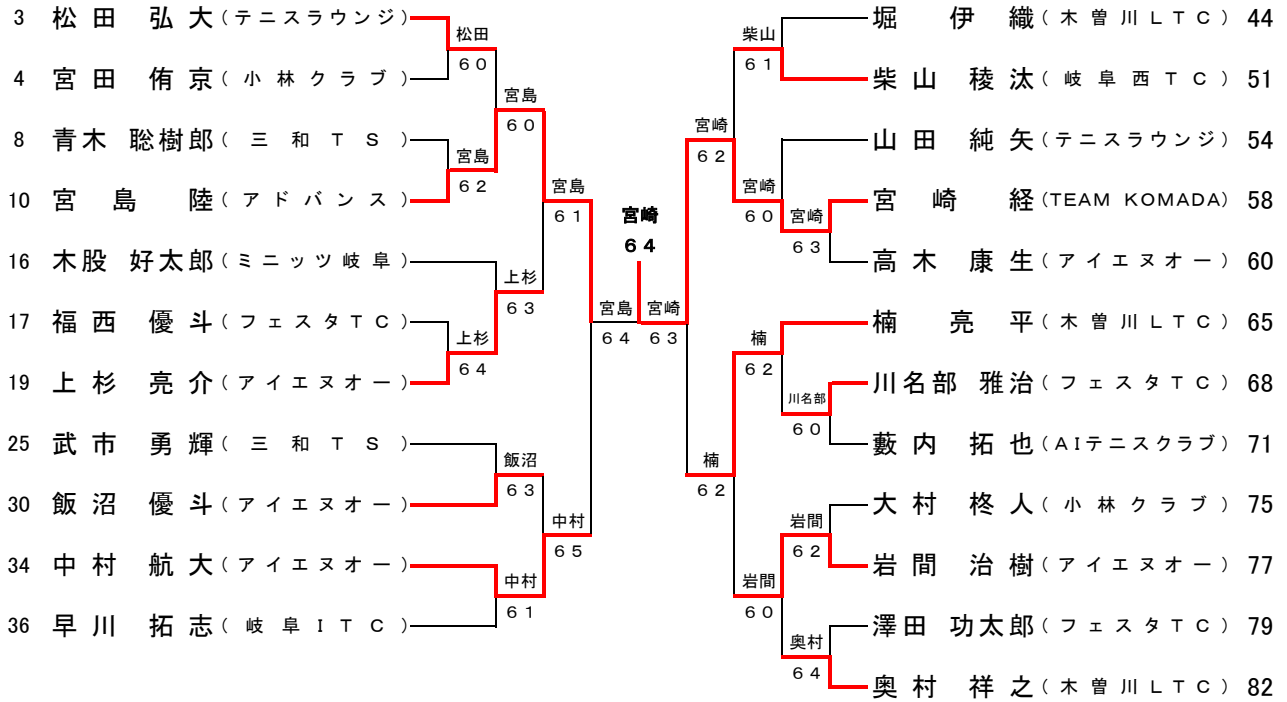 3 松田 弘大(テニスラウンジ)
松田
60
4 宮田 侑京(小林クラブ)
宮島
60
8 青木 聡樹郎(三和TS)
宮島
62
10 宮島 陸(アドバンス)
宮島
61
16 木股 好太郎(ミニッツ岐阜)
上杉
63
17 福西 優斗(フェスタTC)
上杉
64
19 上杉 亮介(アイエヌオー)
宮島
64
25 武市 勇輝(三和TS)
飯沼
63
30 飯沼 優斗(アイエヌオー)
中村
65
34 中村 航大(アイエヌオー)
中村
61
36 早川 拓志(岐阜ITC)
宮崎
64
堀 伊織(木曽川LTC) 44
柴山
61
柴山 稜汰(岐阜西TC) 51
宮崎
62
山田 純矢(テニスラウンジ) 54
宮崎
60
宮崎 経(TEAM KOMADA) 58
宮崎
63
高木 康生(アイエヌオー) 60
宮崎
63
楠 亮平(木曽川LTC) 65
楠
62
川名部 雅治(フェスタTC) 68
川名部
60
藪内 拓也(AIテニスクラブ) 71
楠
62
大村 柊人(小林クラブ) 75
岩間
62
岩間 治樹(アイエヌオー) 77
岩間
60
澤田 功太郎(フェスタTC) 79
奥村
64
奥村 祥之(木曽川LTC) 82